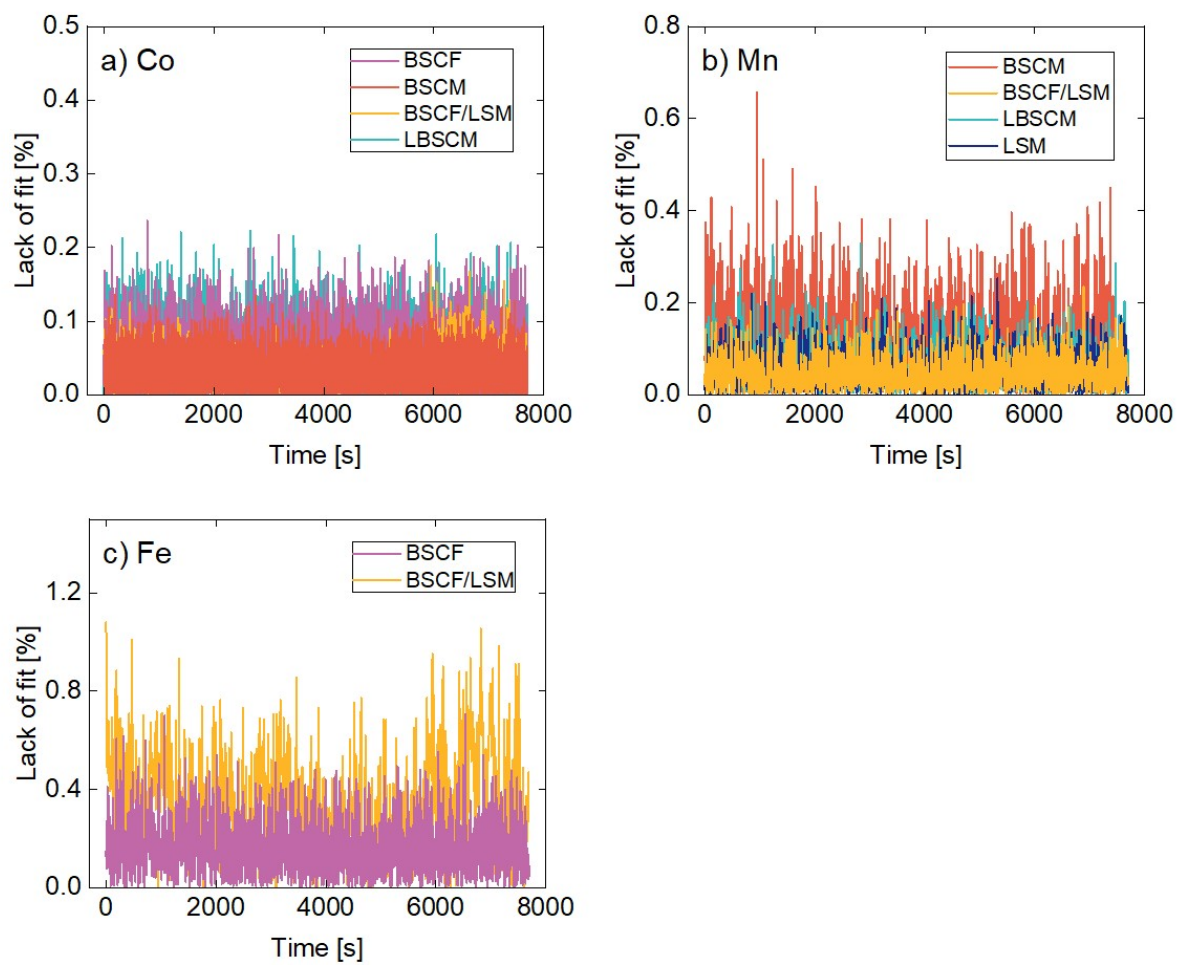 a) Co
BSCF
BSCM
BSCF/LSM
LBSCM
Lack of fit [%]
0.5
0.4
0.3
0.2
0.1
0.0
0 2000 4000 6000 8000
Time [s]
b) Mn
BSCM
BSCF/LSM
LBSCM
LSM
Lack of fit [%]
0.8
0.6
0.4
0.2
0.0
0 2000 4000 6000 8000
Time [s]
c) Fe
BSCF
BSCF/LSM
Lack of fit [%]
1.2
0.8
0.4
0.0
0 2000 4000 6000 8000
Time [s]